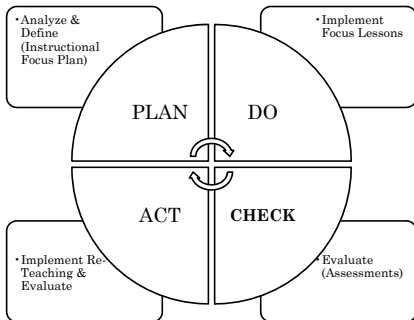 • Analyze &
Define
(Instructional
Focus Plan)
• Implement
Focus Lessons
PLAN
DO
ACT
CHECK
• Implement Re-
Teaching &
Evaluate
• Evaluate
(Assessments)